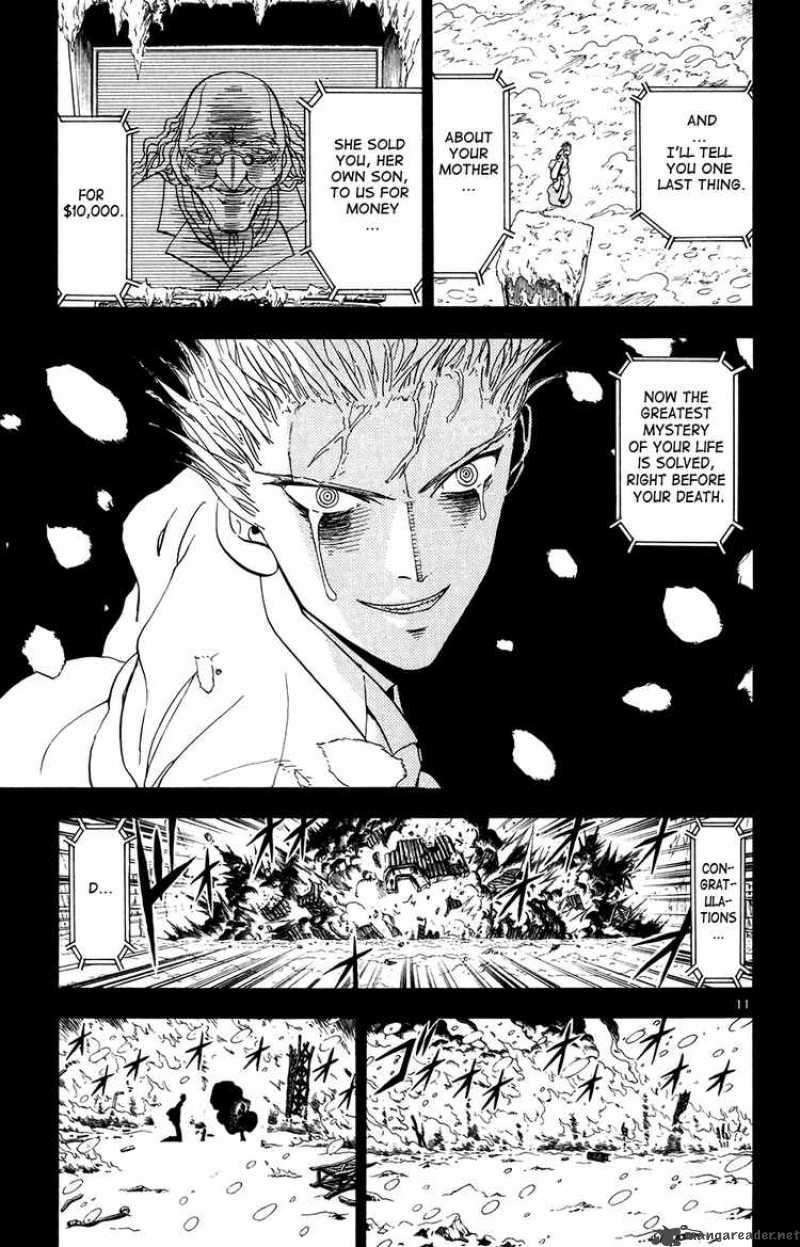 AND
...
I'LL TELL
YOU ONE
LAST THING.
ABOUT
YOUR
MOTHER
...
SHE SOLD
YOU, HER
OWN SON,
TO US FOR
MONEY
...
FOR
$10,000.
NOW THE
GREATEST
MYSTERY
OF YOUR LIFE
IS SOLVED,
RIGHT BEFORE
YOUR DEATH.
CON-
GRAT-
ULA-
TIONS
...
D...
11
mangareader.net